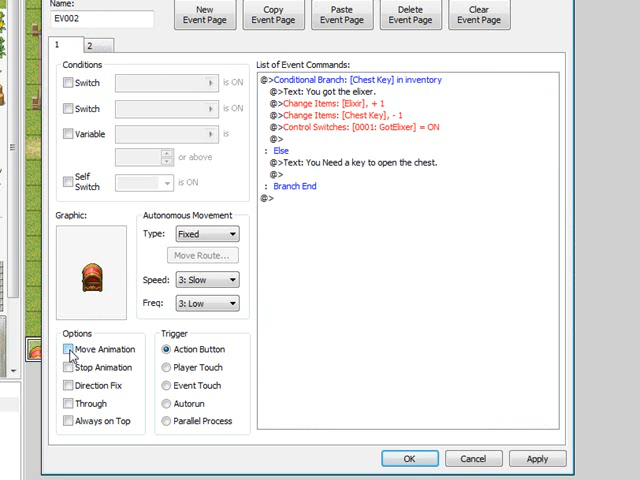 Name:
EV002
New Event Page
Copy Event Page
Paste Event Page
Delete Event Page
Clear Event Page
1
2
Conditions
Switch
is ON
Switch
is ON
Variable
is
or above
Self Switch
is ON
Graphic:
Autonomous Movement
Type:
Fixed
Move Route...
Speed:
3: Slow
Freq:
3: Low
Options
Move Animation
Stop Animation
Direction Fix
Through
Always on Top
Trigger
Action Button
Player Touch
Event Touch
Autorun
Parallel Process
List of Event Commands:
@>Conditional Branch: [Chest Key] in inventory
@>Text: You got the elixer.
@>Change Items: [Elixir], + 1
@>Change Items: [Chest Key], - 1
@>Control Switches: [0001: GotElixer] = ON
@>
: Else
@>Text: You Need a key to open the chest.
@>
: Branch End
@>
OK
Cancel
Apply